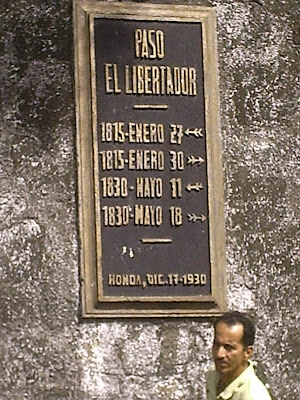 PASO
EL LIBERTADOR
1815-ENERO 27
1815-ENERO 30
1830-MAYO 11
1830-MAYO 18
HONDA, DIC. 17-1930